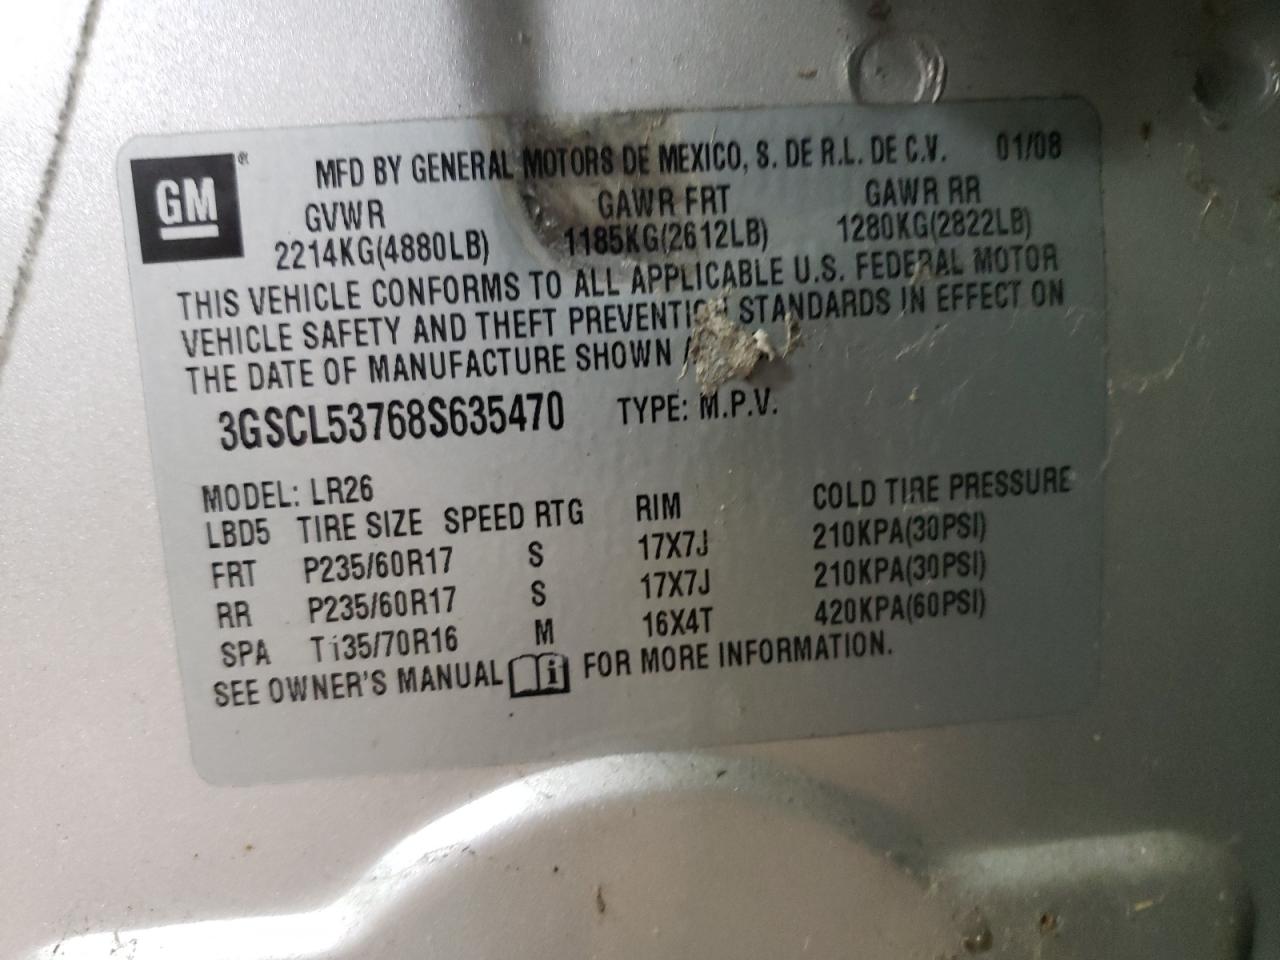 GM ®
MFD BY GENERAL MOTORS DE MEXICO, S. DE R.L. DE C.V. 01/08
GVWR GAWR FRT GAWR RR
2214KG(4880LB) 1185KG(2612LB) 1280KG(2822LB)
THIS VEHICLE CONFORMS TO ALL APPLICABLE U.S. FEDERAL MOTOR
VEHICLE SAFETY AND THEFT PREVENTION STANDARDS IN EFFECT ON
THE DATE OF MANUFACTURE SHOWN
3GSCL53768S635470 TYPE: M.P.V.
MODEL: LR26
LBD5 TIRE SIZE SPEED RTG RIM COLD TIRE PRESSURE
FRT P235/60R17 S 17X7J 210KPA(30PSI)
RR P235/60R17 S 17X7J 210KPA(30PSI)
SPA T135/70R16 M 16X4T 420KPA(60PSI)
SEE OWNER'S MANUAL i FOR MORE INFORMATION.